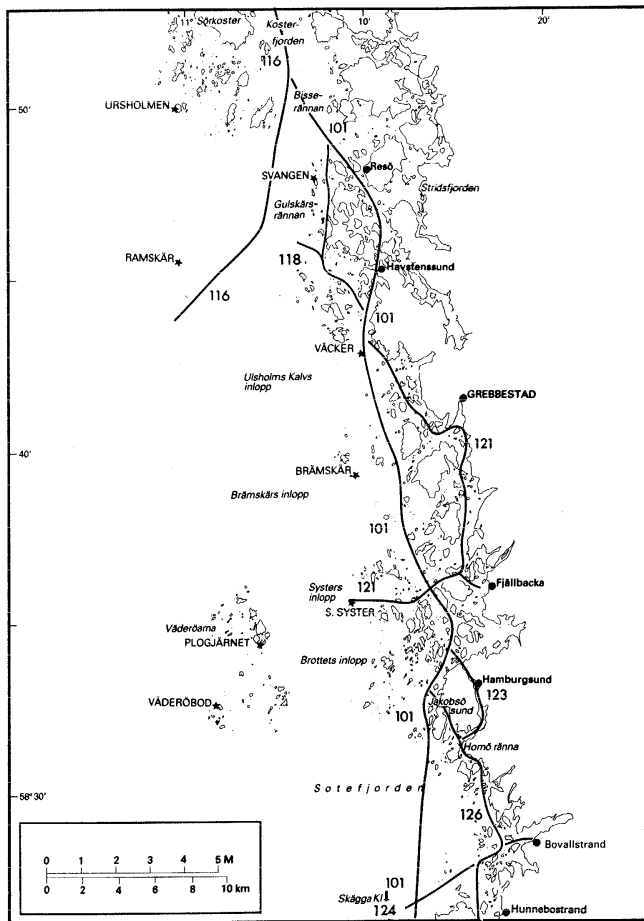 11°
Sörkoster
Koster-
fjorden
10'
20'
116
Bisse-
rännan
50'
URSHOLMEN
101
Resö
SVANGEN
Stridsfjorden
Gulskärs-
rännan
118
RAMSKÄR
Havstenssund
116
101
VÄCKER
Ulsholms Kalvs
inlopp
GREBBESTAD
121
40'
BRÄMSKÄR
Brämskärs inlopp
101
Systers
inlopp
121
Fjällbacka
S. SYSTER
Väderöarna
PLOGJÄRNET
Brottets inlopp
Hamburgsund
123
VÄDERÖBOD
Jakobsö
sund
101
Hornö ränna
Sotefjorden
58° 30'
126
Bovallstrand
0 1 2 3 4 5 M
0 2 4 6 8 10 km
101
Skägga Kl
124
Hunnebostrand